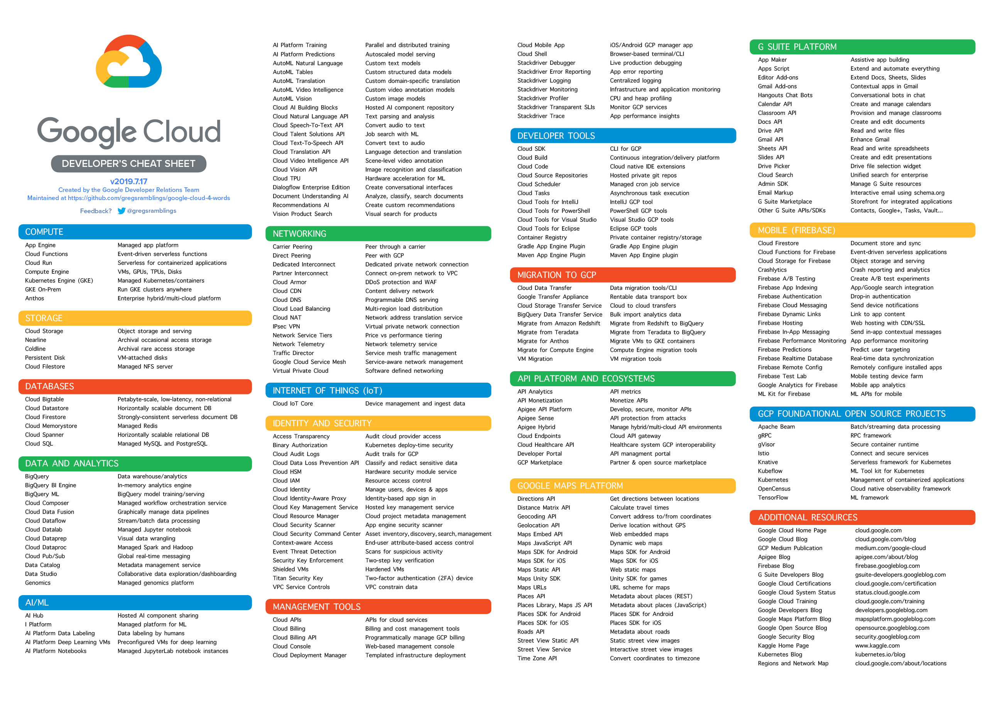 Google Cloud
DEVELOPER'S CHEAT SHEET
v2019.7.17
Created by the Google Developer Relations Team
Maintained at https://github.com/gregsramblings/google-cloud-4-words
Feedback? @gregsramblings
COMPUTE
App Engine Managed app platform
Cloud Functions Event-driven serverless functions
Cloud Run Serverless for containerized applications
Compute Engine VMs, GPUs, TPUs, Disks
Kubernetes Engine (GKE) Managed Kubernetes/containers
GKE On-Prem Run GKE clusters anywhere
Anthos Enterprise hybrid/multi-cloud platform
STORAGE
Cloud Storage Object storage and serving
Nearline Archival occasional access storage
Coldline Archival rare access storage
Persistent Disk VM-attached disks
Cloud Filestore Managed NFS server
DATABASES
Cloud Bigtable Petabyte-scale, low-latency, non-relational
Cloud Datastore Horizontally scalable document DB
Cloud Firestore Strongly-consistent serverless document DB
Cloud Memorystore Managed Redis
Cloud Spanner Horizontally scalable relational DB
Cloud SQL Managed MySQL and PostgreSQL
DATA AND ANALYTICS
BigQuery Data warehouse/analytics
BigQuery BI Engine In-memory analytics engine
BigQuery ML BigQuery model training/serving
Cloud Composer Managed workflow orchestration service
Cloud Data Fusion Graphically manage data pipelines
Cloud Dataflow Stream/batch data processing
Cloud Datalab Managed Jupyter notebook
Cloud Dataprep Visual data wrangling
Cloud Dataproc Managed Spark and Hadoop
Cloud Pub/Sub Global real-time messaging
Data Catalog Metadata management service
Data Studio Collaborative data exploration/dashboarding
Genomics Managed genomics platform
AI/ML
AI Hub Hosted AI component sharing
I Platform Managed platform for ML
AI Platform Data Labeling Data labeling by humans
AI Platform Deep Learning VMs Preconfigured VMs for deep learning
AI Platform Notebooks Managed JupyterLab notebook instances
AI Platform Training Parallel and distributed training
AI Platform Predictions Autoscaled model serving
AutoML Natural Language Custom text models
AutoML Tables Custom structured data models
AutoML Translation Custom domain-specific translation
AutoML Video Intelligence Custom video annotation models
AutoML Vision Custom image models
Cloud AI Building Blocks Hosted AI component repository
Cloud Natural Language API Text parsing and analysis
Cloud Speech-To-Text API Convert audio to text
Cloud Talent Solutions API Job search with ML
Cloud Text-To-Speech API Convert text to audio
Cloud Translation API Language detection and translation
Cloud Video Intelligence API Scene-level video annotation
Cloud Vision API Image recognition and classification
Cloud TPU Hardware acceleration for ML
Dialogflow Enterprise Edition Create conversational interfaces
Document Understanding AI Analyze, classify, search documents
Recommendations AI Create custom recommendations
Vision Product Search Visual search for products
NETWORKING
Carrier Peering Peer through a carrier
Direct Peering Peer with GCP
Dedicated Interconnect Dedicated private network connection
Partner Interconnect Connect on-prem network to VPC
Cloud Armor DDoS protection and WAF
Cloud CDN Content delivery network
Cloud DNS Programmable DNS serving
Cloud Load Balancing Multi-region load distribution
Cloud NAT Network address translation service
IPsec VPN Virtual private network connection
Network Service Tiers Price vs performance tiering
Network Telemetry Network telemetry service
Traffic Director Service mesh traffic management
Google Cloud Service Mesh Service-aware network management
Virtual Private Cloud Software defined networking
INTERNET OF THINGS (IoT)
Cloud IoT Core Device management and ingest data
IDENTITY AND SECURITY
Access Transparency Audit cloud provider access
Binary Authorization Kubernetes deploy-time security
Cloud Audit Logs Audit trails for GCP
Cloud Data Loss Prevention API Classify and redact sensitive data
Cloud HSM Hardware security module service
Cloud IAM Resource access control
Cloud Identity Manage users, devices & apps
Cloud Identity-Aware Proxy Identity-based app sign in
Cloud Key Management Service Hosted key management service
Cloud Resource Manager Cloud project metadata management
Cloud Security Scanner App engine security scanner
Cloud Security Command Center Asset inventory, discovery, search, management
Context-aware Access End-user attribute-based access control
Event Threat Detection Scans for suspicious activity
Security Key Enforcement Two-step key verification
Shielded VMs Hardened VMs
Titan Security Key Two-factor authentication (2FA) device
VPC Service Controls VPC constrain data
MANAGEMENT TOOLS
Cloud APIs APIs for cloud services
Cloud Billing Billing and cost management tools
Cloud Billing API Programmatically manage GCP billing
Cloud Console Web-based management console
Cloud Deployment Manager Templated infrastructure deployment
Cloud Mobile App iOS/Android GCP manager app
Cloud Shell Browser-based terminal/CLI
Stackdriver Debugger Live production debugging
Stackdriver Error Reporting App error reporting
Stackdriver Logging Centralized logging
Stackdriver Monitoring Infrastructure and application monitoring
Stackdriver Profiler CPU and heap profiling
Stackdriver Transparent SLIs Monitor GCP services
Stackdriver Trace App performance insights
DEVELOPER TOOLS
Cloud SDK CLI for GCP
Cloud Build Continuous integration/delivery platform
Cloud Code Cloud native IDE extensions
Cloud Source Repositories Hosted private git repos
Cloud Scheduler Managed cron job service
Cloud Tasks Asynchronous task execution
Cloud Tools for IntelliJ IntelliJ GCP tool
Cloud Tools for PowerShell PowerShell GCP tools
Cloud Tools for Visual Studio Visual Studio GCP tools
Cloud Tools for Eclipse Eclipse GCP tools
Container Registry Private container registry/storage
Gradle App Engine Plugin Gradle App Engine plugin
Maven App Engine Plugin Maven App Engine plugin
MIGRATION TO GCP
Cloud Data Transfer Data migration tools/CLI
Google Transfer Appliance Rentable data transport box
Cloud Storage Transfer Service Cloud to cloud transfers
BigQuery Data Transfer Service Bulk import analytics data
Migrate from Amazon Redshift Migrate from Redshift to BigQuery
Migrate from Teradata Migrate from Teradata to BigQuery
Migrate for Anthos Migrate VMs to GKE containers
Migrate for Compute Engine Compute Engine migration tools
VM Migration VM migration tools
API PLATFORM AND ECOSYSTEMS
API Analytics API metrics
API Monetization Monetize APIs
Apigee API Platform Develop, secure, monitor APIs
Apigee Sense API protection from attacks
Apigee Hybrid Manage hybrid/multi-cloud API environments
Cloud Endpoints Cloud API gateway
Cloud Healthcare API Healthcare system GCP interoperability
Developer Portal API managment portal
GCP Marketplace Partner & open source marketplace
GOOGLE MAPS PLATFORM
Directions API Get directions between locations
Distance Matrix API Calculate travel times
Geocoding API Convert address to/from coordinates
Geolocation API Derive location without GPS
Maps Embed API Web embedded maps
Maps JavaScript API Dynamic web maps
Maps SDK for Android Maps SDK for Android
Maps SDK for iOS Maps SDK for iOS
Maps Static API Web static maps
Maps Unity SDK Unity SDK for games
Maps URLs URL scheme for maps
Places API Metadata about places (REST)
Places Library, Maps JS API Metadata about places (JavaScript)
Places SDK for Android Places SDK for Android
Places SDK for iOS Places SDK for iOS
Roads API Metadata about roads
Street View Static API Static street view images
Street View Service Interactive street view images
Time Zone API Convert coordinates to timezone
G SUITE PLATFORM
App Maker Assistive app building
Apps Script Extend and automate everything
Editor Add-ons Extend Docs, Sheets, Slides
Gmail Add-ons Contextual apps in Gmail
Hangouts Chat Bots Conversational bots in chat
Calendar API Create and manage calendars
Classroom API Provision and manage classrooms
Docs API Create and edit documents
Drive API Read and write files
Gmail API Enhance Gmail
Sheets API Read and write spreadsheets
Slides API Create and edit presentations
Drive Picker Drive file selection widget
Cloud Search Unified search for enterprise
Admin SDK Manage G Suite resources
Email Markup Interactive email using schema.org
G Suite Marketplace Storefront for integrated applications
Other G Suite APIs/SDKs Contacts, Google+, Tasks, Vault...
MOBILE (FIREBASE)
Cloud Firestore Document store and sync
Cloud Functions for Firebase Event-driven serverless applications
Cloud Storage for Firebase Object storage and serving
Crashlytics Crash reporting and analytics
Firebase A/B Testing Create A/B test experiments
Firebase App Indexing App/Google search integration
Firebase Authentication Drop-in authentication
Firebase Cloud Messaging Send device notifications
Firebase Dynamic Links Link to app content
Firebase Hosting Web hosting with CDN/SSL
Firebase In-App Messaging Send in-app contextual messages
Firebase Performance Monitoring App performance monitoring
Firebase Predictions Predict user targeting
Firebase Realtime Database Real-time data synchronization
Firebase Remote Config Remotely configure installed apps
Firebase Test Lab Mobile testing device farm
Google Analytics for Firebase Mobile app analytics
ML Kit for Firebase ML APIs for mobile
GCP FOUNDATIONAL OPEN SOURCE PROJECTS
Apache Beam Batch/streaming data processing
gRPC RPC framework
gVisor Secure container runtime
Istio Connect and secure services
Knative Serverless framework for Kubernetes
Kubeflow ML Tool kit for Kubernetes
Kubernetes Management of containerized applications
OpenCensus Cloud native observability framework
TensorFlow ML framework
ADDITIONAL RESOURCES
Google Cloud Home Page cloud.google.com
Google Cloud Blog cloud.google.com/blog
GCP Medium Publication medium.com/google-cloud
Apigee Blog apigee.com/about/blog
Firebase Blog firebase.googleblog.com
G Suite Developers Blog gsuite-developers.googleblog.com
Google Cloud Certifications cloud.google.com/certification
Google Cloud System Status status.cloud.google.com
Google Cloud Training cloud.google.com/training
Google Developers Blog developers.googleblog.com
Google Maps Platform Blog mapsplatform.googleblog.com
Google Open Source Blog opensource.googleblog.com
Google Security Blog security.googleblog.com
Kaggle Home Page www.kaggle.com
Kubernetes Blog kubernetes.io/blog
Regions and Network Map cloud.google.com/about/locations